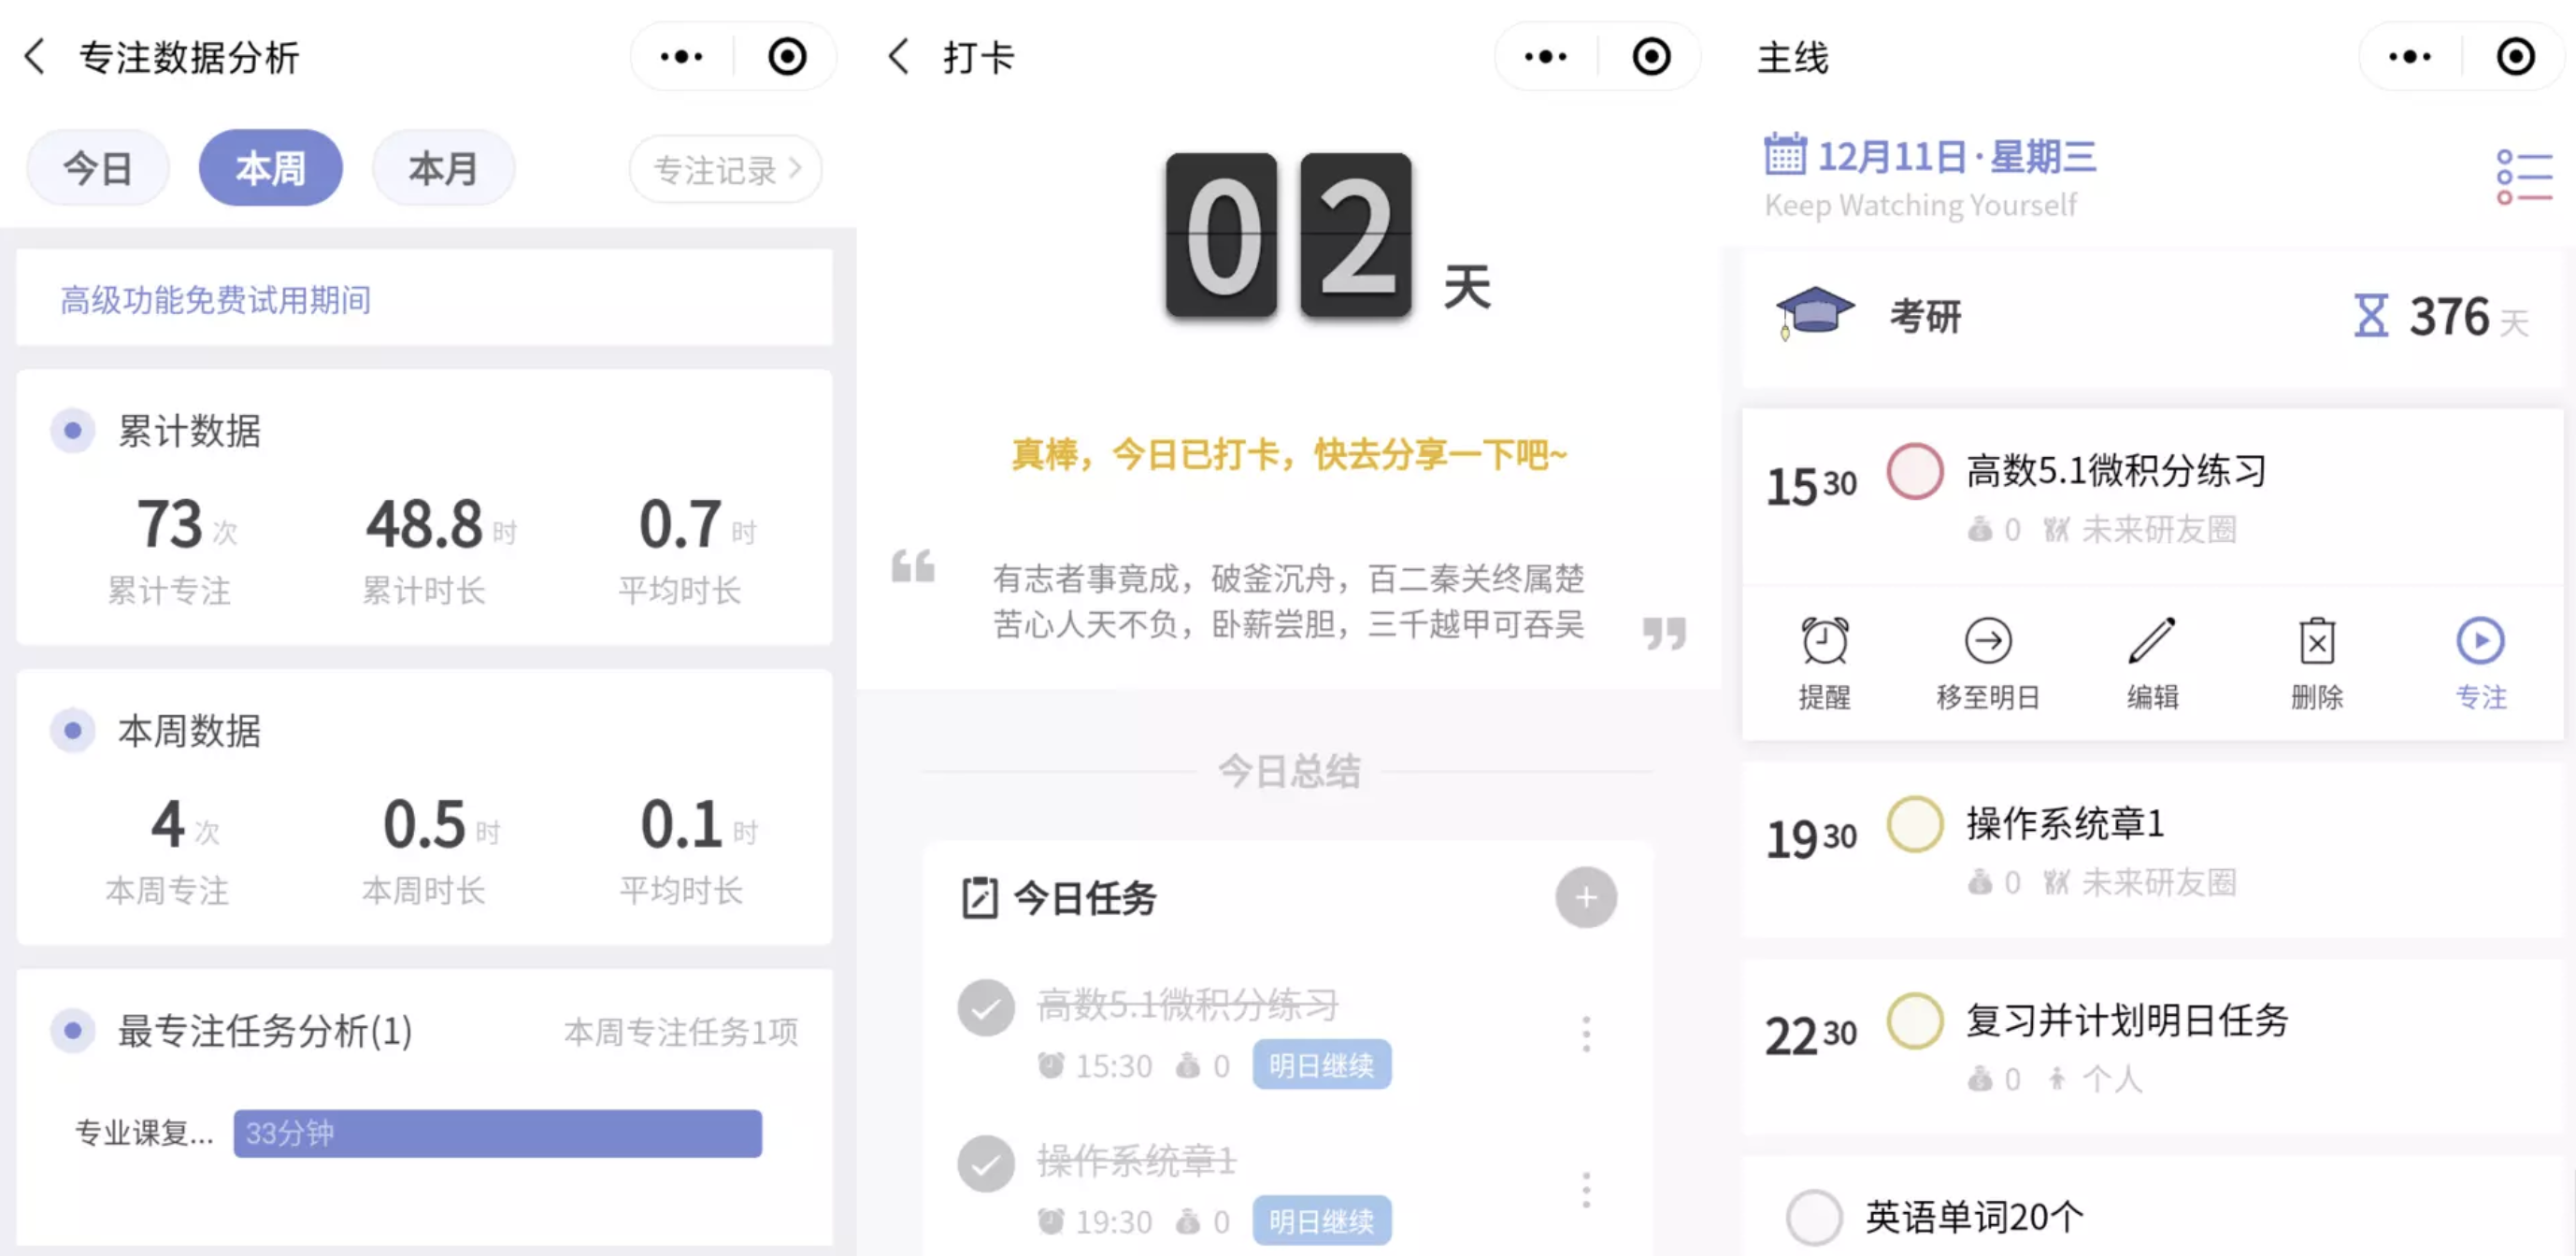 专注数据分析
今日
本周
本月
专注记录
高级功能免费试用期间
累计数据
73次
48.8时
0.7时
累计专注
累计时长
平均时长
本周数据
4次
0.5时
0.1时
本周专注
本周时长
平均时长
最专注任务分析(1)
本周专注任务1项
专业课复...
33分钟
打卡
02天
真棒，今日已打卡，快去分享一下吧~
有志者事竟成，破釜沉舟，百二秦关终属楚
苦心人天不负，卧薪尝胆，三千越甲可吞吴
今日总结
今日任务
高数5.1微积分练习
15:30
0
明日继续
操作系统章1
19:30
0
明日继续
主线
12月11日·星期三
Keep Watching Yourself
考研
376天
1530
高数5.1微积分练习
0
未来研友圈
提醒
移至明日
编辑
删除
专注
1930
操作系统章1
0
未来研友圈
2230
复习并计划明日任务
0
个人
英语单词20个